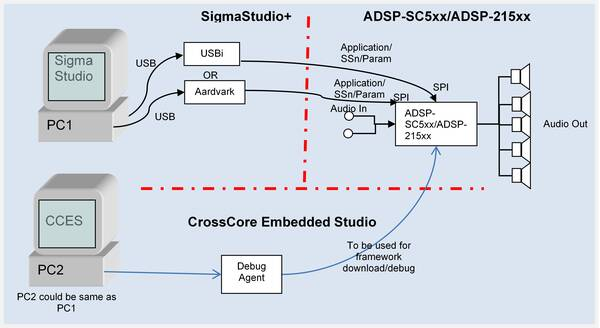 SigmaStudio+
ADSP-SC5xx/ADSP-215xx
Sigma
Studio
PC1
USB
USB
USBi
OR
Aardvark
Application/
SSn/Param
SPI
Application/
SSn/Param
SPI
Audio In
ADSP-
SC5xx/ADSP-
215xx
Audio Out
CrossCore Embedded Studio
CCES
PC2
PC2 could be same as
PC1
Debug
Agent
To be used for
framework
download/debug